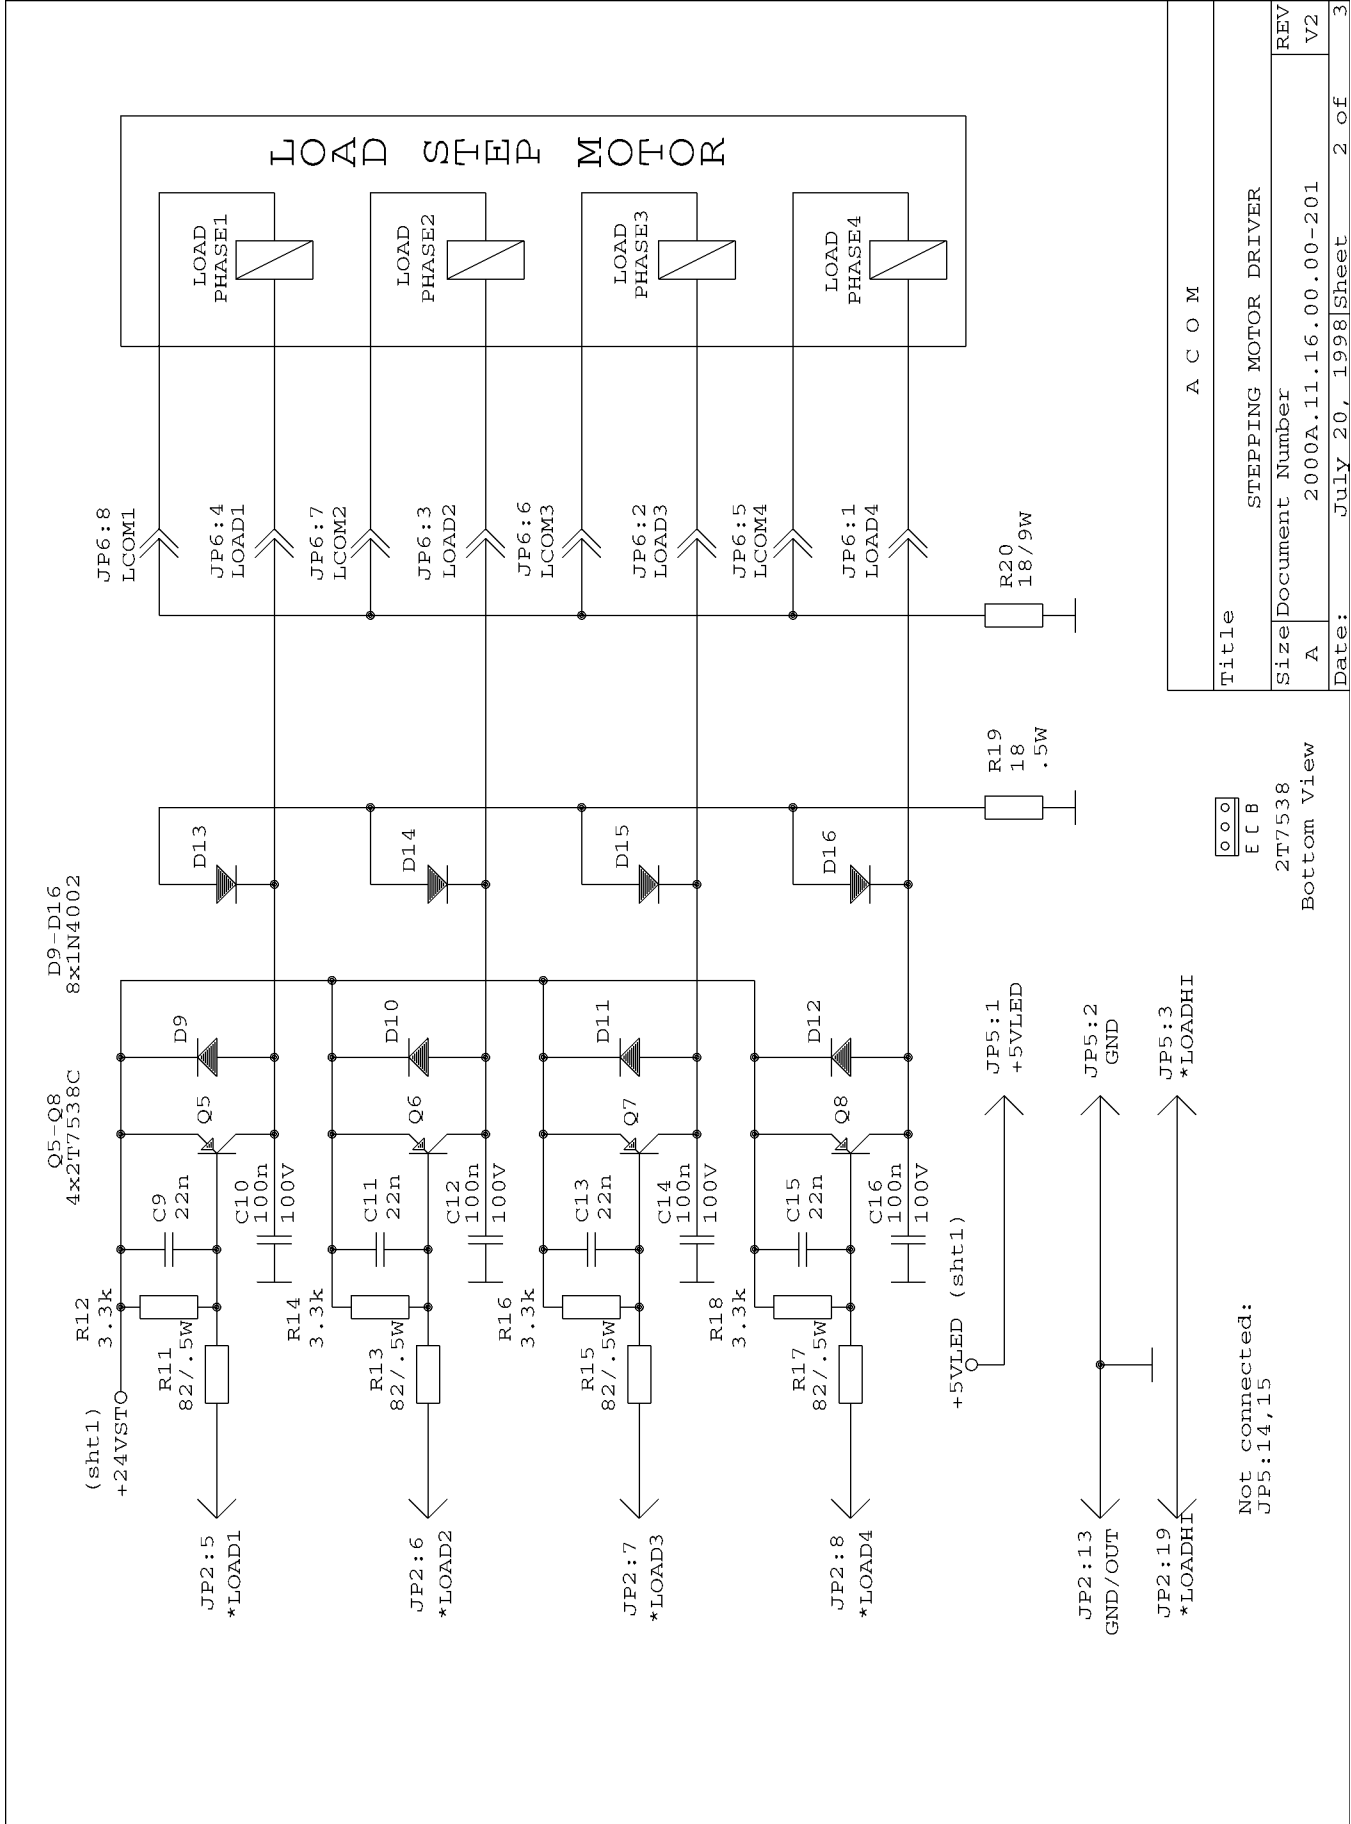 D9-D16
8x1N4002
Q5-Q8
4x2T7538C
(sht1)
+24VSTO
R12
3.3k
R11
82/.5W
C9
22n
C10
100n
100V
Q5
D9
D13
JP2:5
*LOAD1
R14
3.3k
R13
82/.5W
C11
22n
C12
100n
100V
Q6
D10
D14
JP2:6
*LOAD2
R16
3.3k
R15
82/.5W
C13
22n
C14
100n
100V
Q7
D11
D15
JP2:7
*LOAD3
R18
3.3k
R17
82/.5W
C15
22n
C16
100n
100V
Q8
D12
D16
JP2:8
*LOAD4
JP6:8
LCOM1
JP6:4
LOAD1
JP6:7
LCOM2
JP6:3
LOAD2
JP6:6
LCOM3
JP6:2
LOAD3
JP6:5
LCOM4
JP6:1
LOAD4
LOAD
PHASE1
LOAD
PHASE2
LOAD
PHASE3
LOAD
PHASE4
LOAD STEP MOTOR
R19
18
.5W
R20
18/9W
+5VLED (sht1)
JP5:1
+5VLED
JP2:13
GND/OUT
JP5:2
GND
JP2:19
*LOADHI
JP5:3
*LOADHI
Not connected:
JP5:14,15
E C B
2T7538
Bottom View
A C O M
Title
STEPPING MOTOR DRIVER
Size Document Number REV
A 2000A.11.16.00.00-201 V2
Date: July 20, 1998 Sheet 2 of 3